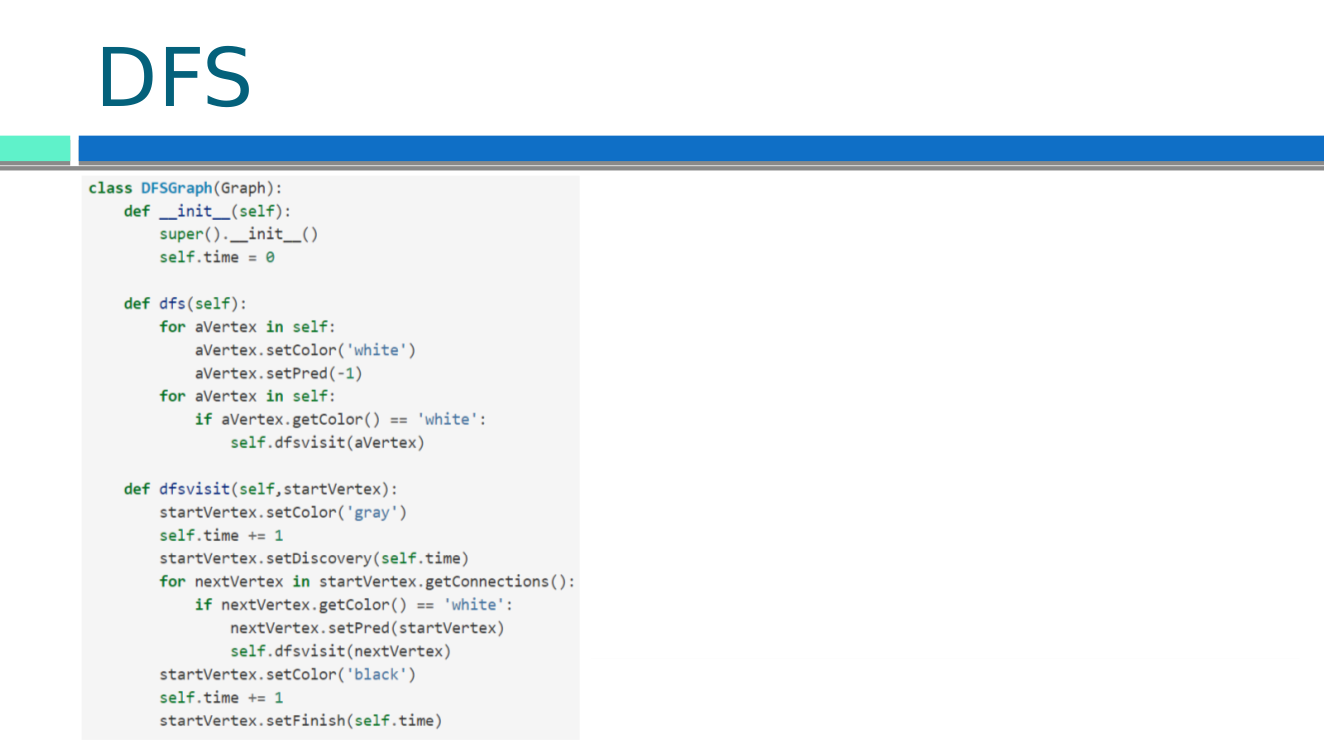 DFS
class DFSGraph(Graph):
    def __init__(self):
        super().__init__()
        self.time = 0
    def dfs(self):
        for aVertex in self:
            aVertex.setColor('white')
            aVertex.setPred(-1)
        for aVertex in self:
            if aVertex.getColor() == 'white':
                self.dfsvisit(aVertex)
    def dfsvisit(self,startVertex):
        startVertex.setColor('gray')
        self.time += 1
        startVertex.setDiscovery(self.time)
        for nextVertex in startVertex.getConnections():
            if nextVertex.getColor() == 'white':
                nextVertex.setPred(startVertex)
                self.dfsvisit(nextVertex)
        startVertex.setColor('black')
        self.time += 1
        startVertex.setFinish(self.time)